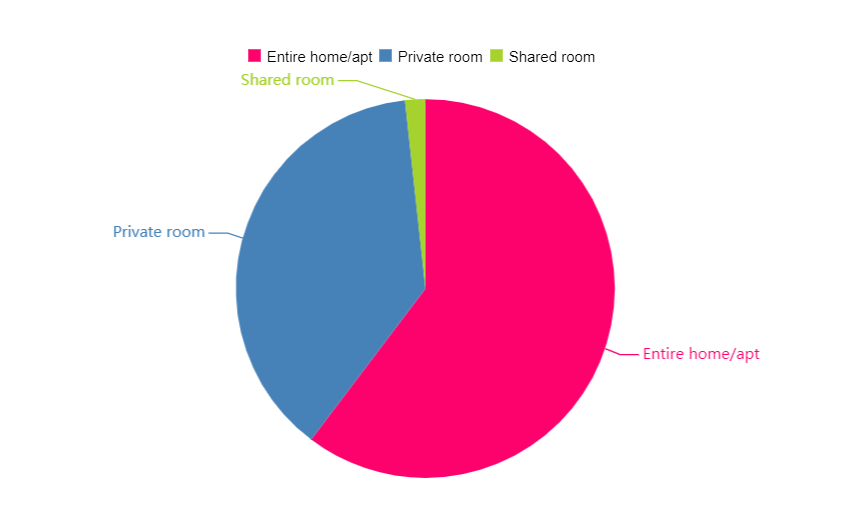 Entire home/apt Private room Shared room
Shared room
Private room
Entire home/apt